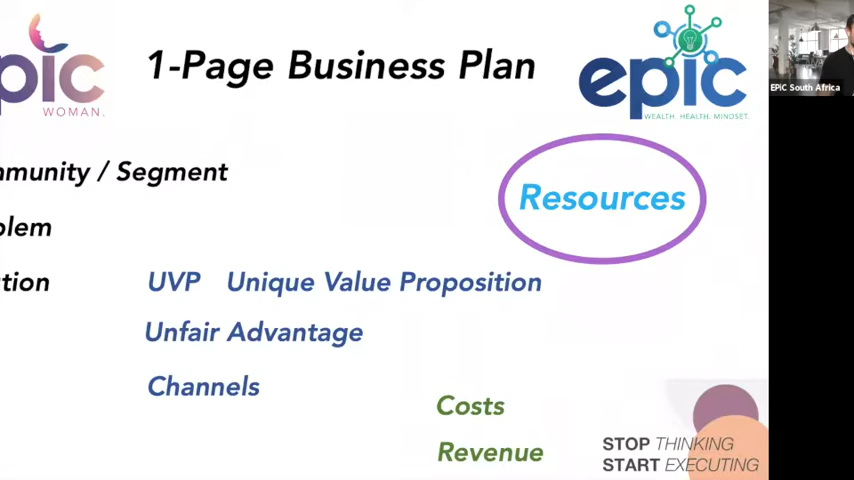 epic
WOMAN.
1-Page Business Plan
epic
WEALTH. HEALTH. MINDSET.
EPiC South Africa
mmunity / Segment
Resources
blem
tion
UVP Unique Value Proposition
Unfair Advantage
Channels
Costs
Revenue
STOP THINKING
START EXECUTING